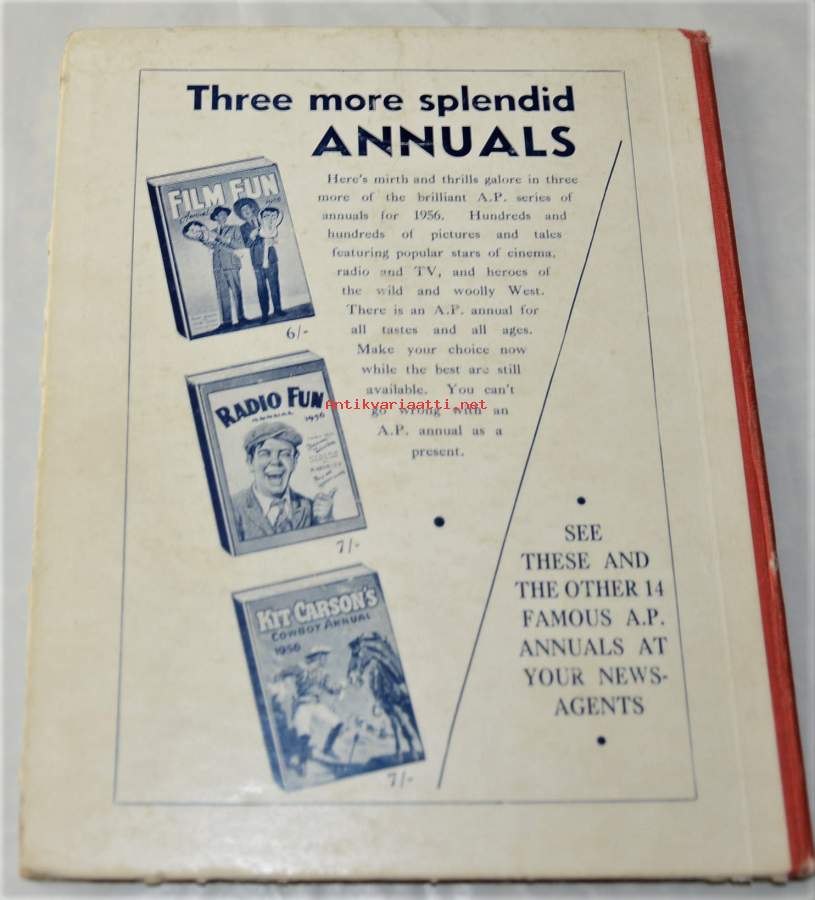 Three more splendid
ANNUALS
Here's mirth and thrills galore in three
more of the brilliant A.P. series of
annuals for 1956. Hundreds and
hundreds of pictures and tales
featuring popular stars of cinema,
radio and TV, and heroes of
the wild and woolly West.
There is an A.P. annual for
all tastes and all ages.
Make your choice now
while the best are still
available. You can't
go wrong with an
A.P. annual as a
present.
Antikvariaatti.net
FILM FUN
Annual 1956
6/-
RADIO FUN
ANNUAL 1956
7/-
KIT CARSON'S
COWBOY ANNUAL
1956
7/-
SEE
THESE AND
THE OTHER 14
FAMOUS A.P.
ANNUALS AT
YOUR NEWS-
AGENTS